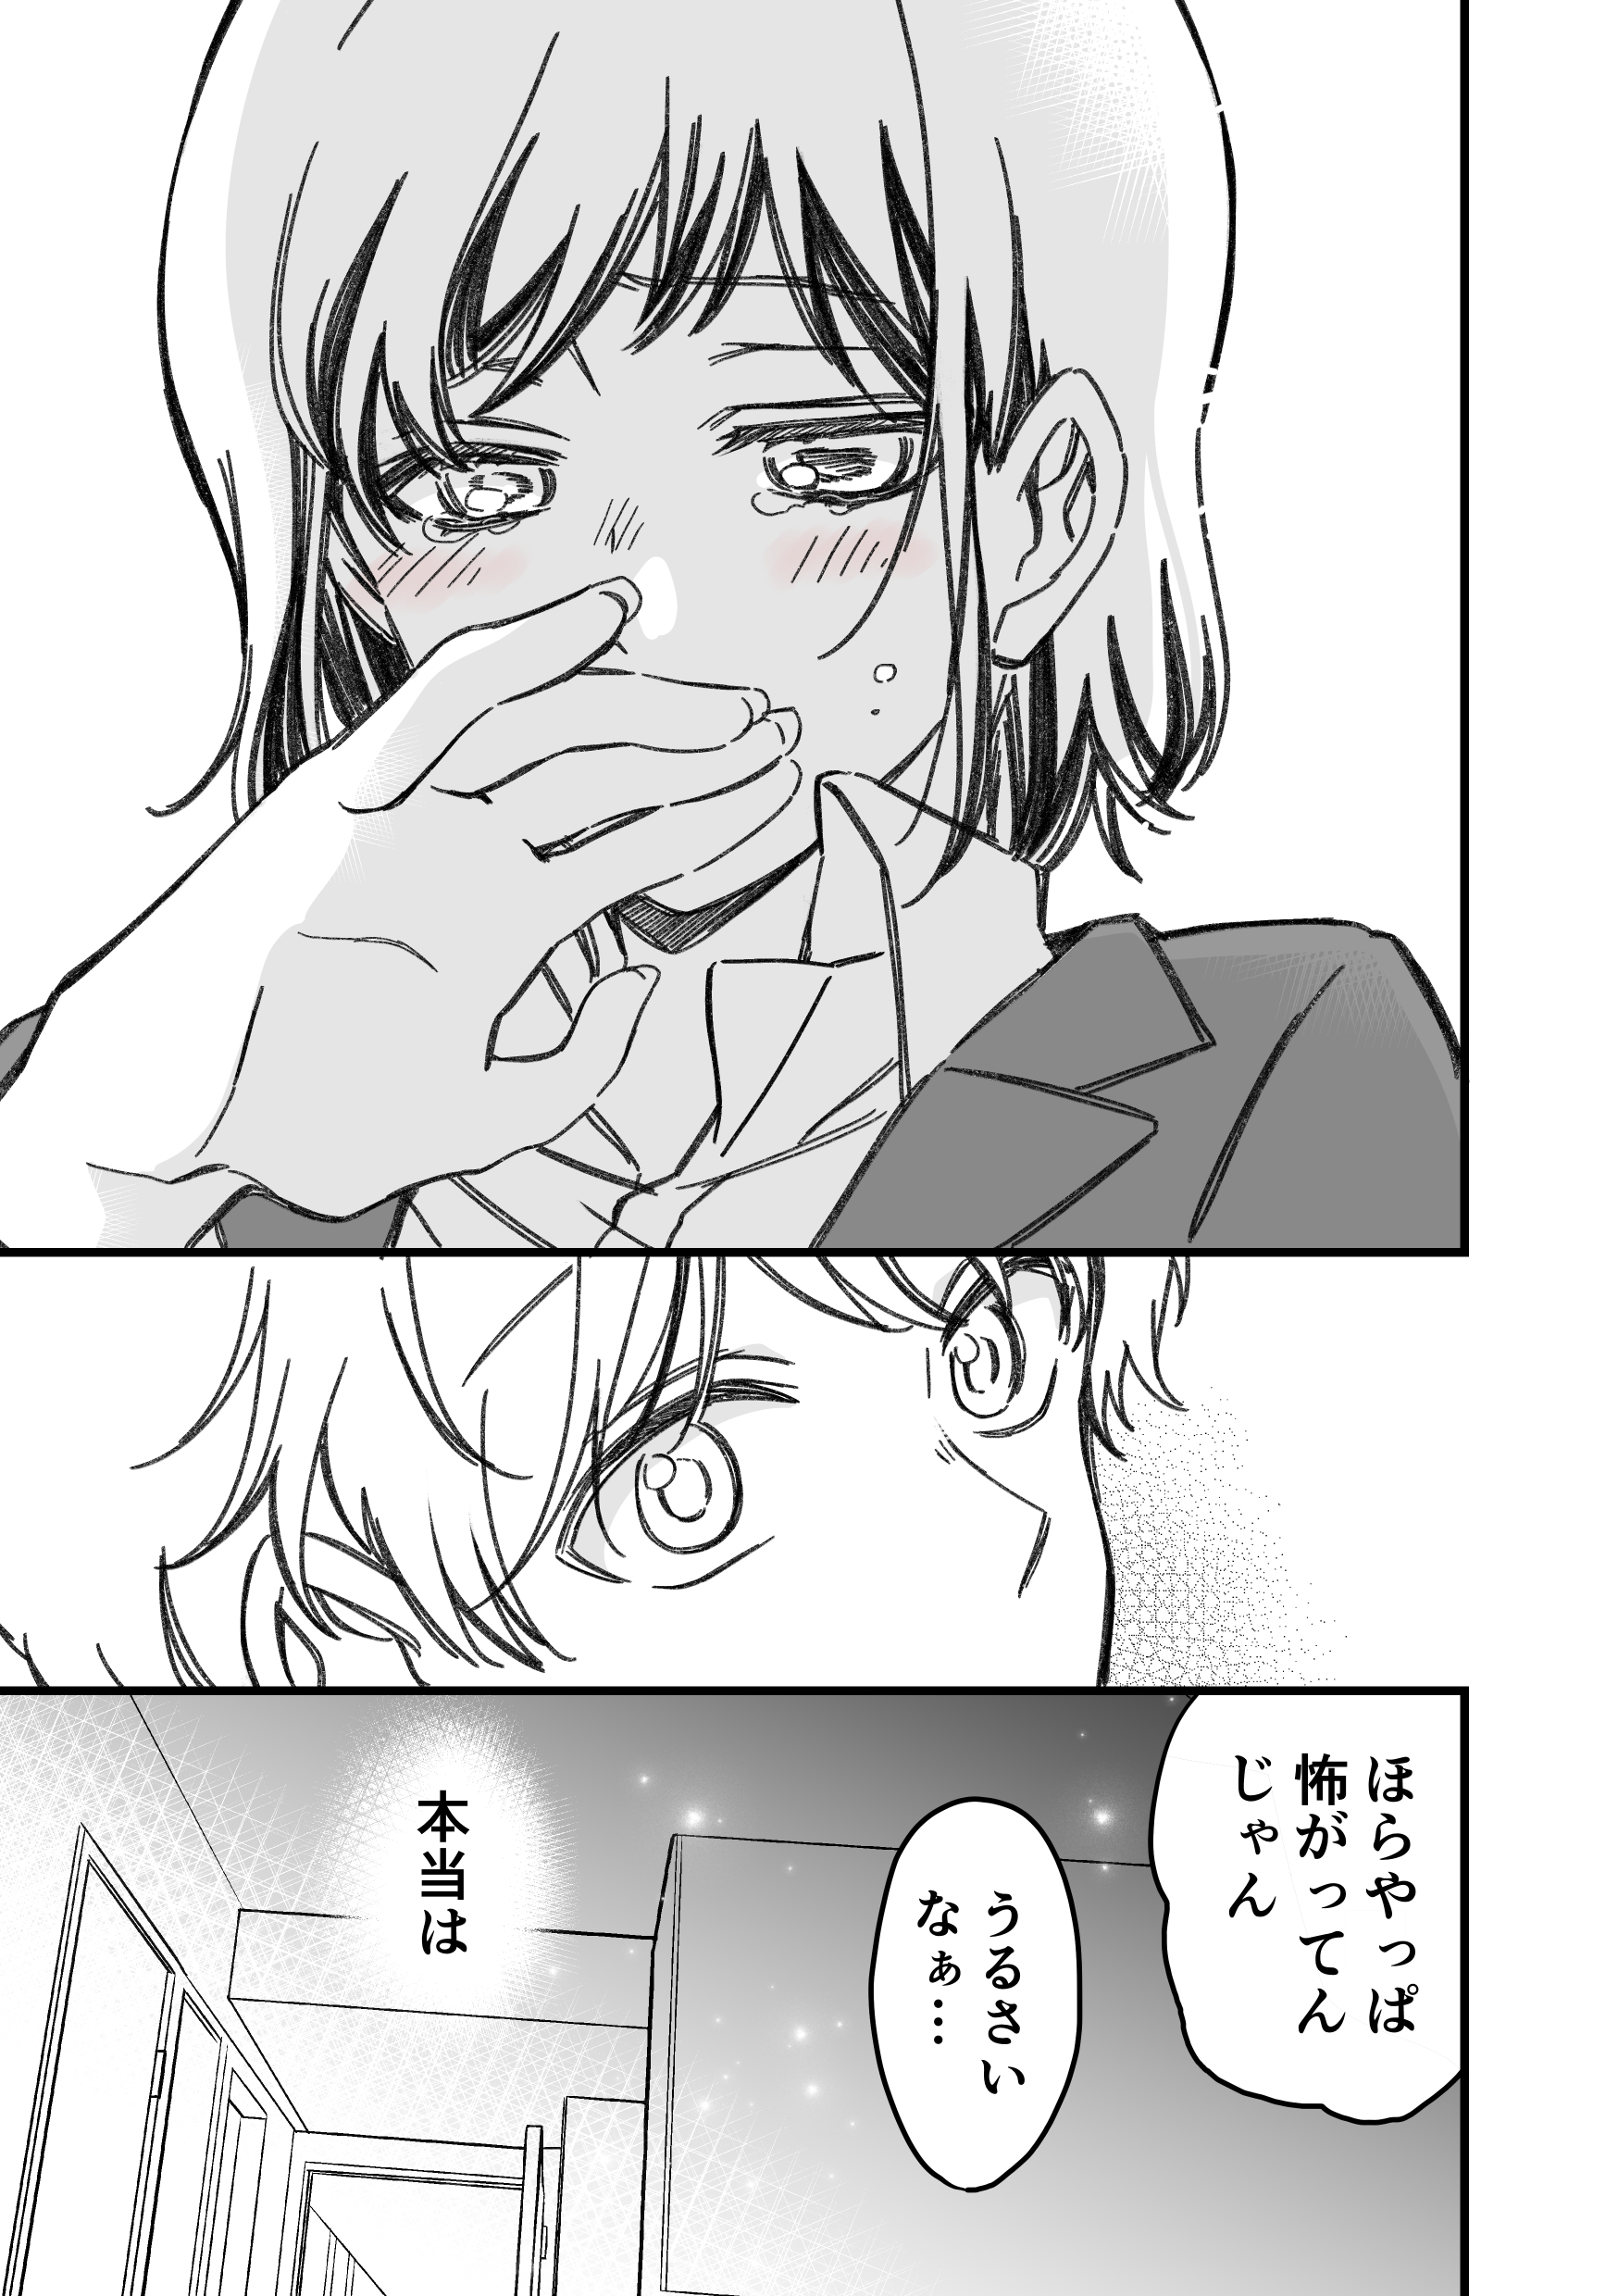 ほらやっぱ
怖がってん
じゃん
うるさい
なぁ…
本当は